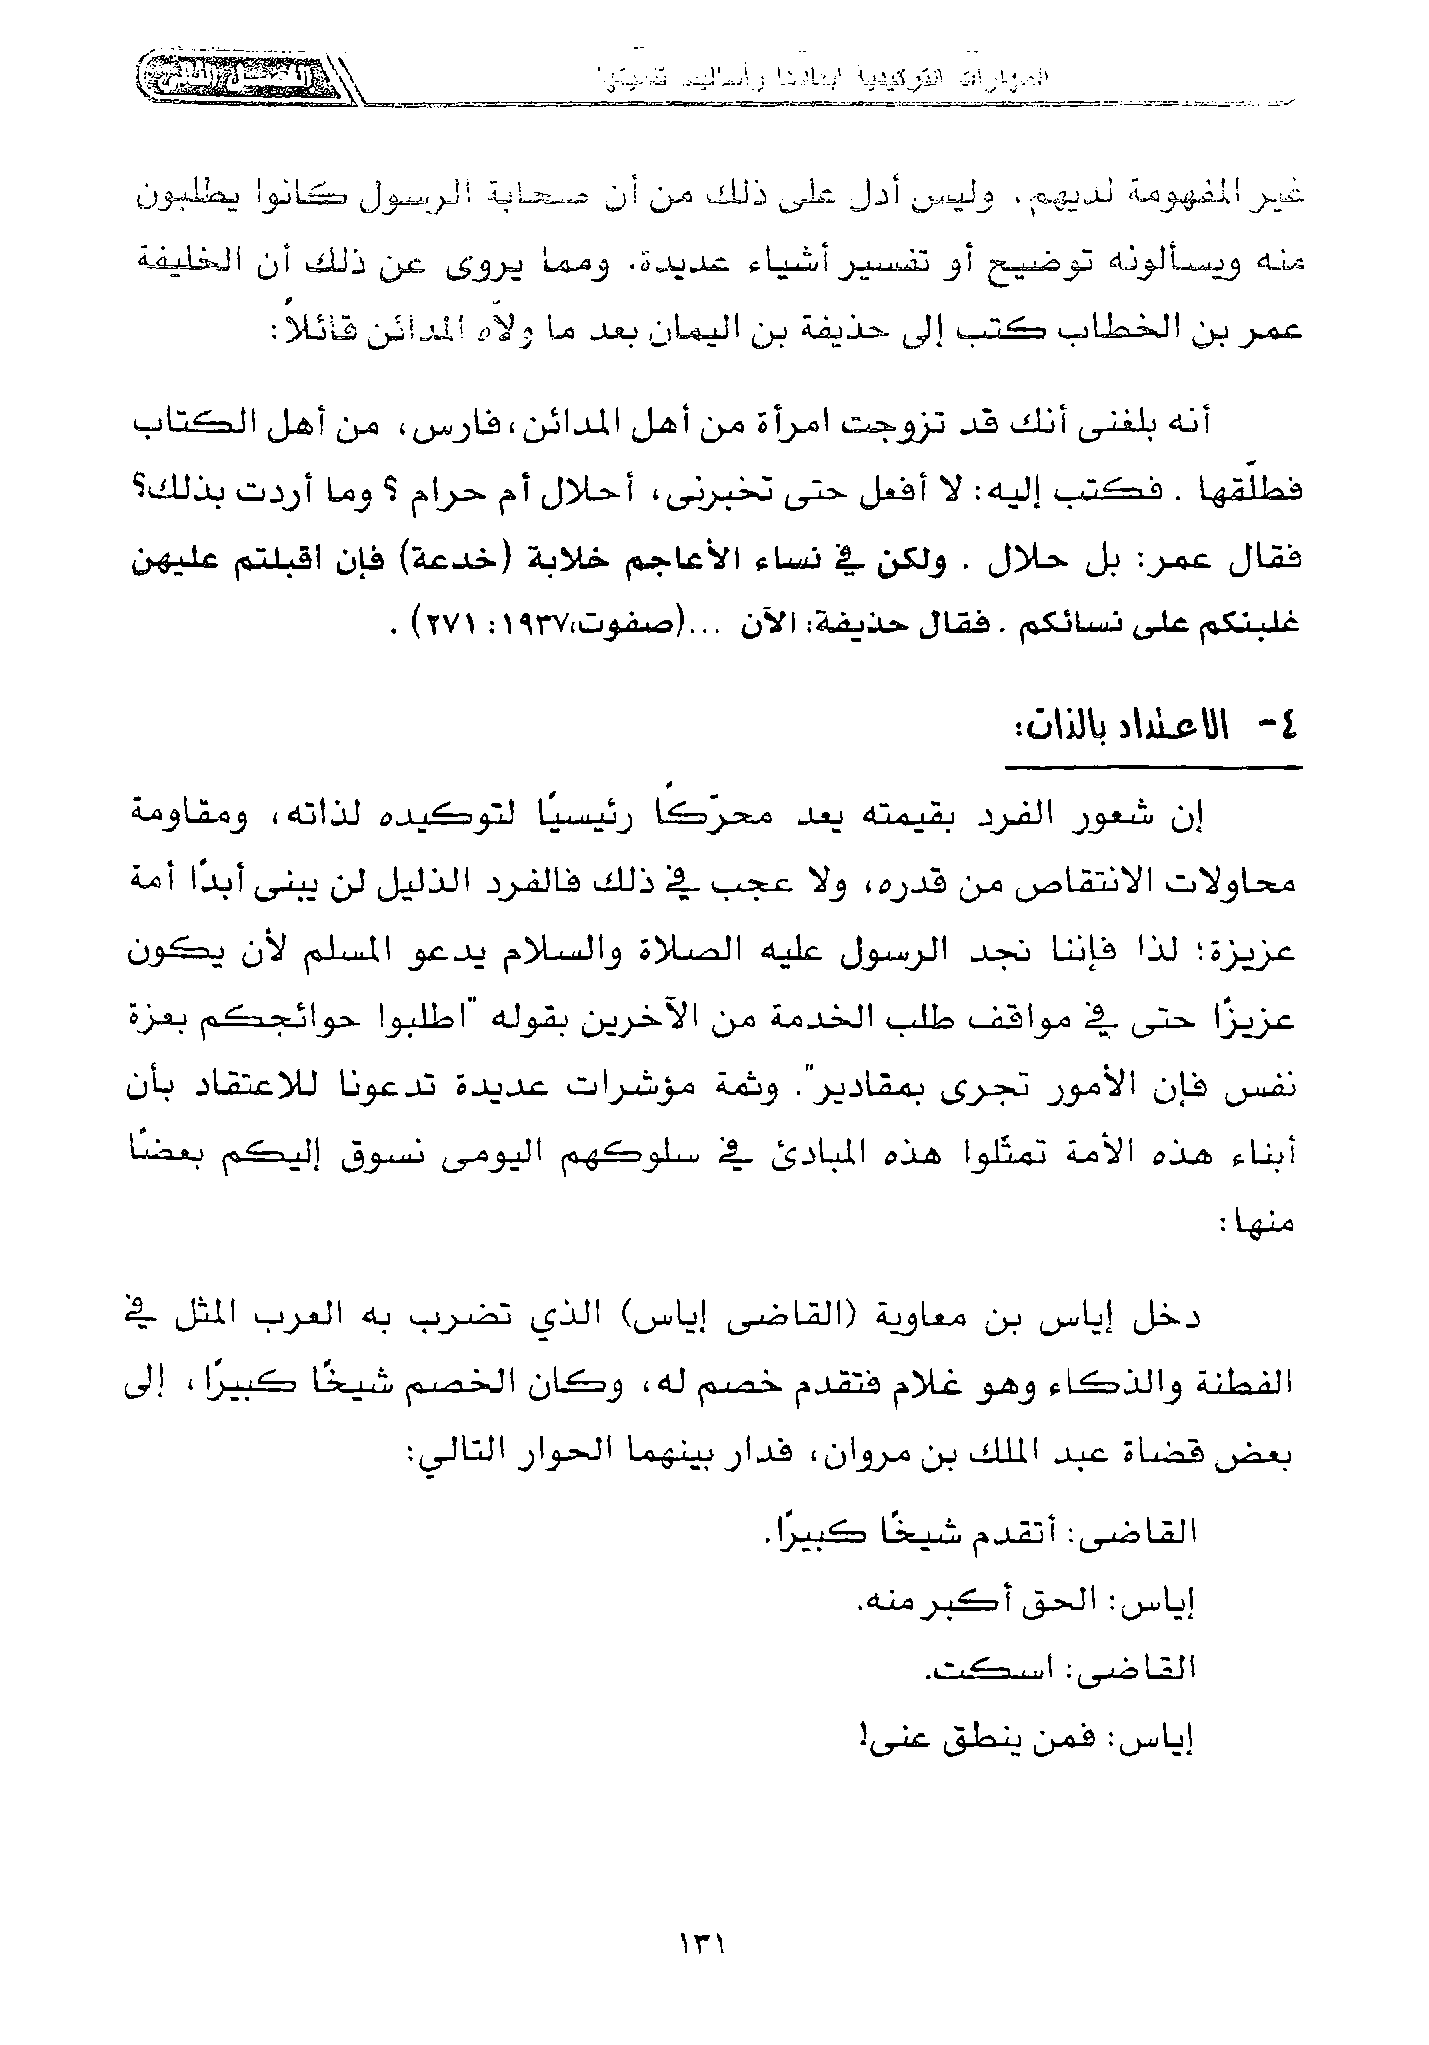 المهارات التوكيدية لبنادنا وأساليب تنميتها
الفصل الثاني
غير المفهومة لديهم. وليس أدل على ذلك من أن صحابة الرسول كانوا يطلبون
منه ويسألونه توضيح أو تفسير أشياء عديدة. ومما يروى عن ذلك أن الخليفة
عمر بن الخطاب كتب إلى حذيفة بن اليمان بعد ما ولاّه المدائن قائلاً:
أنه بلغنى أنك قد تزوجت امرأة من أهل المدائن،فارس، من أهل الكتاب
فطلّقها . فكتب إليه: لا أفعل حتى تخبرنى، أحلال أم حرام ؟ وما أردت بذلك؟
فقال عمر: بل حلال . ولكن في نساء الأعاجم خلابة (خدعة) فإن اقبلتم عليهن
غلبنكم على نسائكم . فقال حذيفة: الآن ...(صفوت،١٩٣٧: ٢٧١) .
٤- الاعتداد بالذات:
إن شعور الفرد بقيمته يعد محرّكًا رئيسيًا لتوكيده لذاته، ومقاومة
محاولات الانتقاص من قدره، ولا عجب في ذلك فالفرد الذليل لن يبنى أبدًا أمة
عزيزة؛ لذا فإننا نجد الرسول عليه الصلاة والسلام يدعو المسلم لأن يكون
عزيزًا حتى في مواقف طلب الخدمة من الآخرين بقوله "اطلبوا حوائجكم بعزة
نفس فإن الأمور تجرى بمقادير". وثمة مؤشرات عديدة تدعونا للاعتقاد بأن
أبناء هذه الأمة تمثّلوا هذه المبادئ في سلوكهم اليومى نسوق إليكم بعضًا
منها:
دخل إياس بن معاوية (القاضى إياس) الذي تضرب به العرب المثل في
الفطنة والذكاء وهو غلام فتقدم خصم له، وكان الخصم شيخًا كبيرًا، إلى
بعض قضاة عبد الملك بن مروان، فدار بينهما الحوار التالي:
القاضى: أتقدم شيخًا كبيرًا.
إياس: الحق أكبر منه.
القاضى: اسكت.
إياس: فمن ينطق عنى!
١٣١